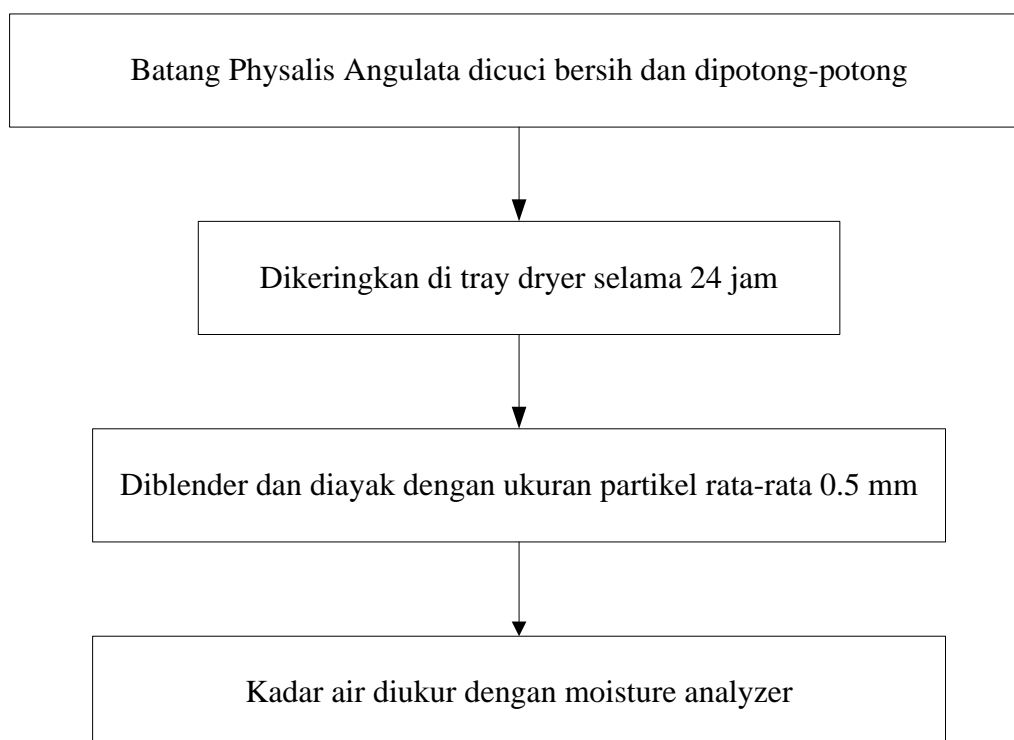 Batang Physalis Angulata dicuci bersih dan dipotong-potong
Dikeringkan di tray dryer selama 24 jam
Diblender dan diayak dengan ukuran partikel rata-rata 0.5 mm
Kadar air diukur dengan moisture analyzer